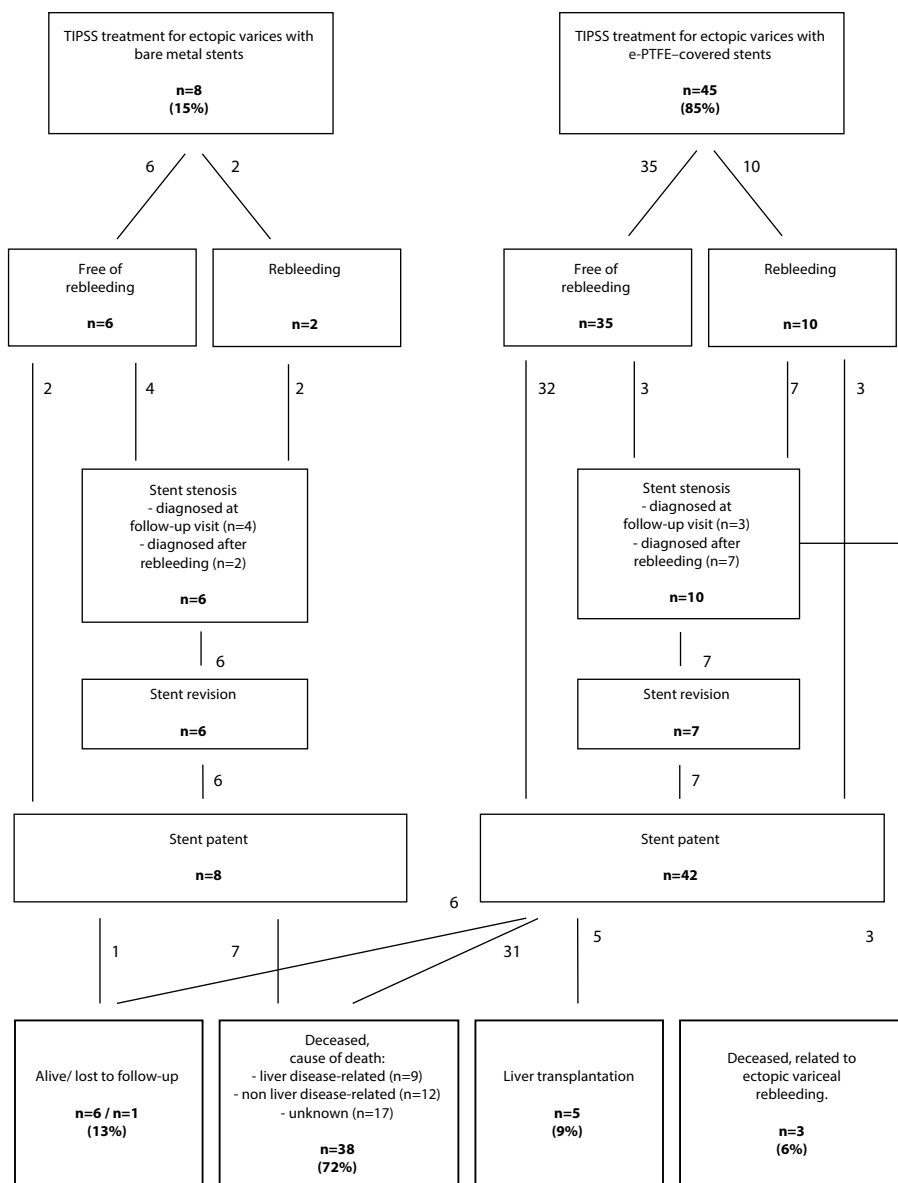 TIPSS treatment for ectopic varices with
bare metal stents
n=8
(15%)
TIPSS treatment for ectopic varices with
e-PTFE–covered stents
n=45
(85%)
6
2
35
10
Free of
rebleeding
n=6
Rebleeding
n=2
Free of
rebleeding
n=35
Rebleeding
n=10
2
4
2
32
3
7
3
Stent stenosis
- diagnosed at
follow-up visit (n=4)
- diagnosed after
rebleeding (n=2)
n=6
Stent stenosis
- diagnosed at
follow-up visit (n=3)
- diagnosed after
rebleeding (n=7)
n=10
6
7
Stent revision
n=6
Stent revision
n=7
6
7
Stent patent
n=8
Stent patent
n=42
1
7
6
31
5
3
Alive/ lost to follow-up
n=6 / n=1
(13%)
Deceased,
cause of death:
- liver disease-related (n=9)
- non liver disease-related (n=12)
- unknown (n=17)
n=38
(72%)
Liver transplantation
n=5
(9%)
Deceased, related to
ectopic variceal
rebleeding.
n=3
(6%)